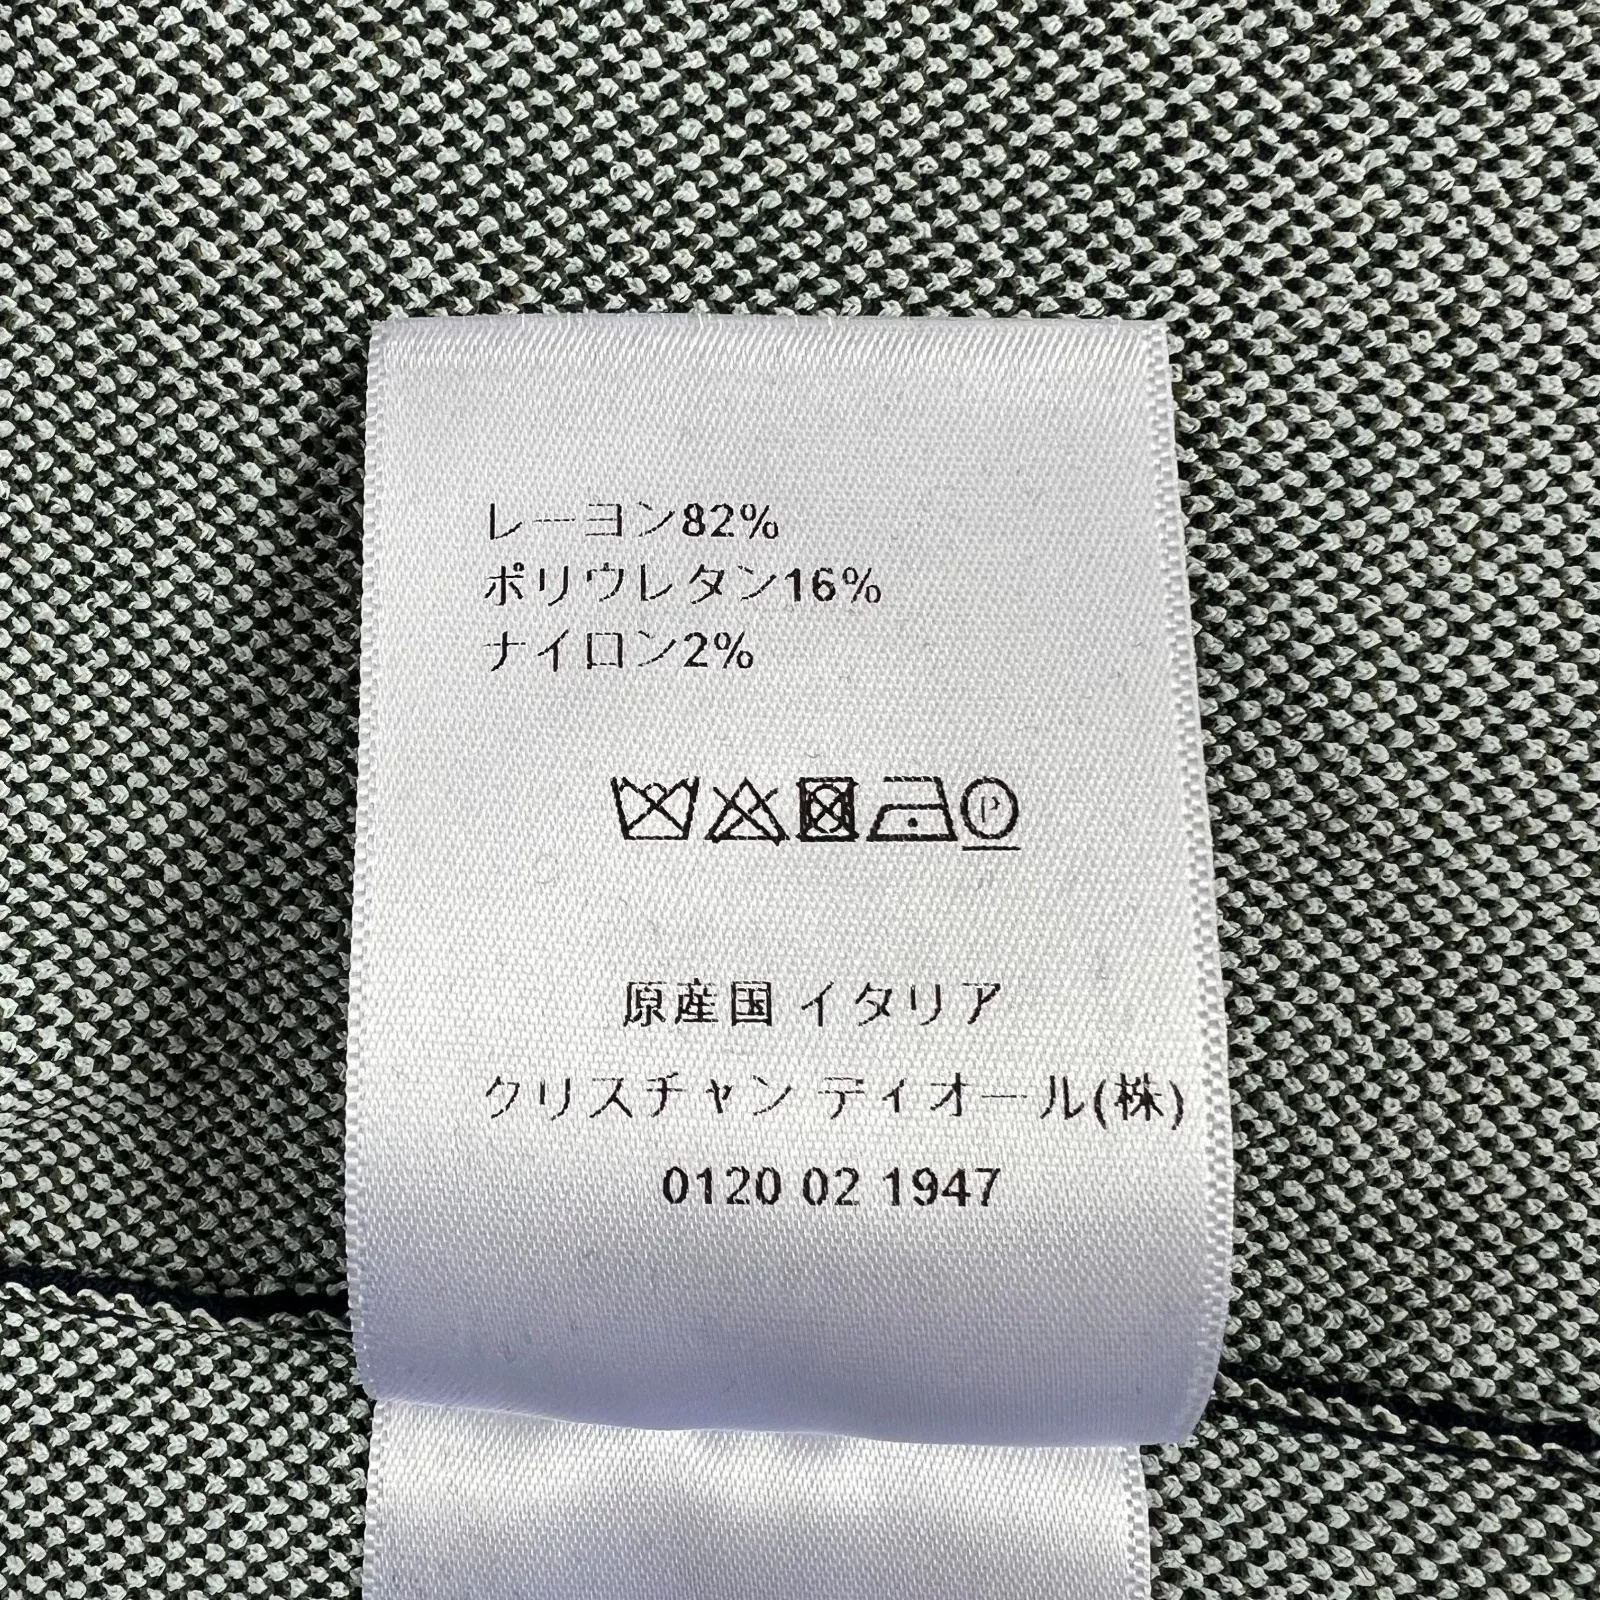 レーヨン82%
ポリウレタン16%
ナイロン2%
P
原産国 イタリア
クリスチャン ディオール(株)
0120 02 1947